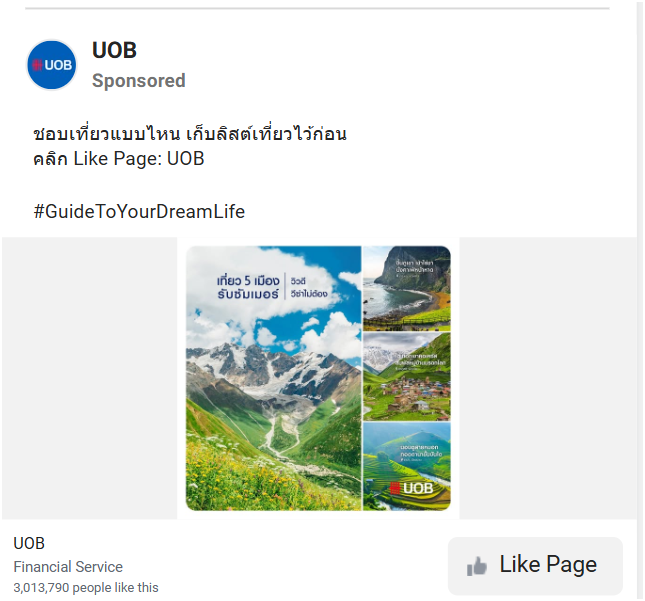 UOB
UOB
Sponsored
ชอบเที่ยวแบบไหน เก็บลิสต์เที่ยวไว้ก่อน
คลิก Like Page: UOB
#GuideToYourDreamLife
เที่ยว 5 เมือง
รับซัมเมอร์
วิวดี
วีซ่าไม่ต้อง
UOB
UOB
Financial Service
3,013,790 people like this
Like Page